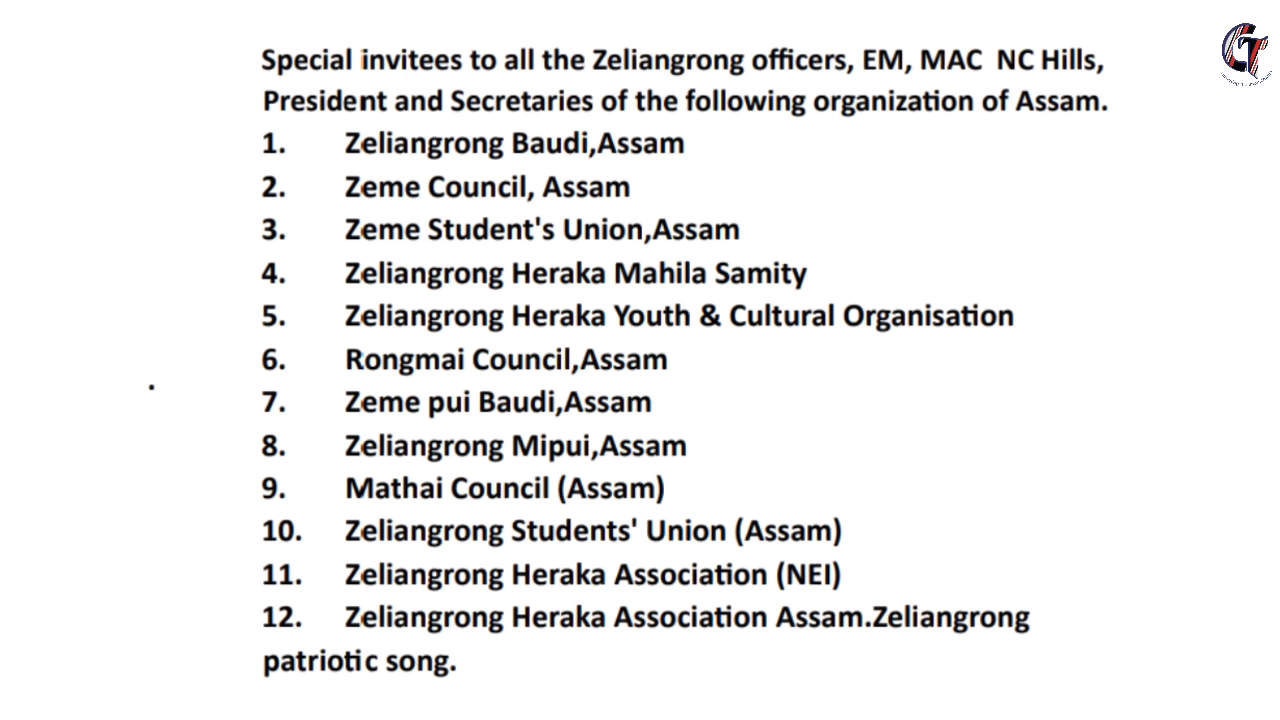 Special invitees to all the Zeliangrong officers, EM, MAC  NC Hills,
President and Secretaries of the following organization of Assam.
1. Zeliangrong Baudi,Assam
2. Zeme Council, Assam
3. Zeme Student's Union,Assam
4. Zeliangrong Heraka Mahila Samity
5. Zeliangrong Heraka Youth & Cultural Organisation
6. Rongmai Council,Assam
7. Zeme pui Baudi,Assam
8. Zeliangrong Mipui,Assam
9. Mathai Council (Assam)
10. Zeliangrong Students' Union (Assam)
11. Zeliangrong Heraka Association (NEI)
12. Zeliangrong Heraka Association Assam.Zeliangrong
patriotic song.